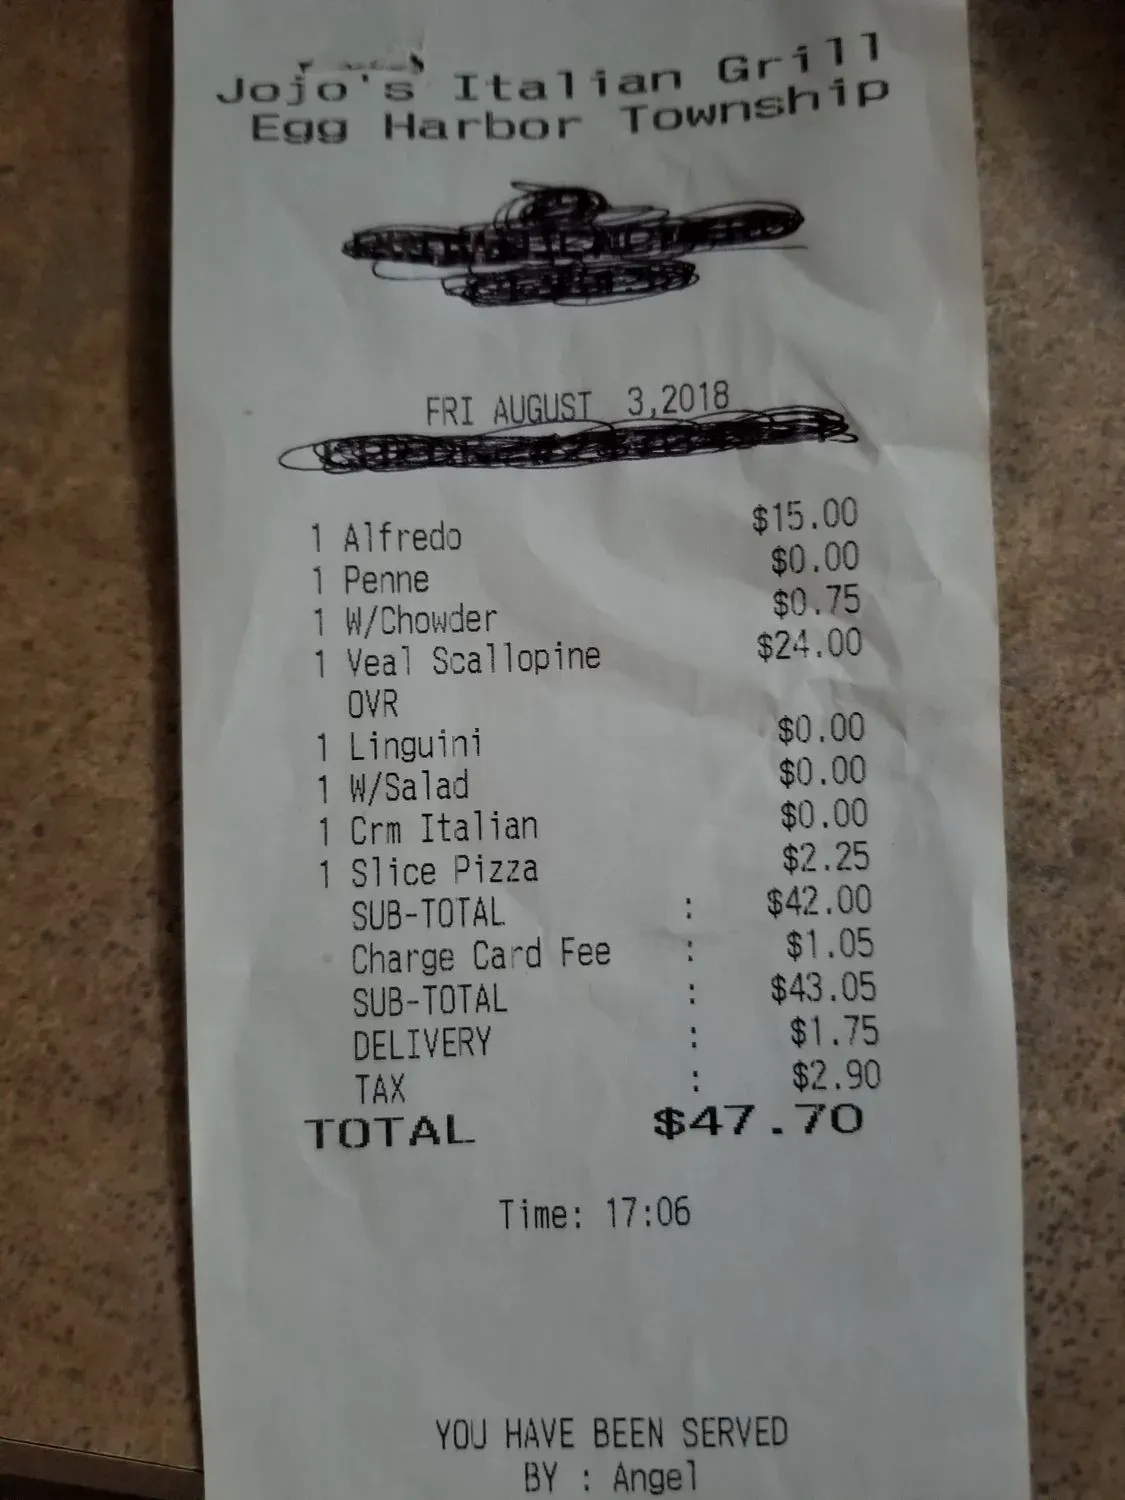 Jojo's Italian Grill
Egg Harbor Township
FRI AUGUST 3,2018
1 Alfredo $15.00
1 Penne $0.00
1 W/Chowder $0.75
1 Veal Scallopine $24.00
OVR
1 Linguini $0.00
1 W/Salad $0.00
1 Crm Italian $0.00
1 Slice Pizza $2.25
SUB-TOTAL : $42.00
Charge Card Fee : $1.05
SUB-TOTAL : $43.05
DELIVERY : $1.75
TAX : $2.90
TOTAL $47.70
Time: 17:06
YOU HAVE BEEN SERVED
BY : Angel